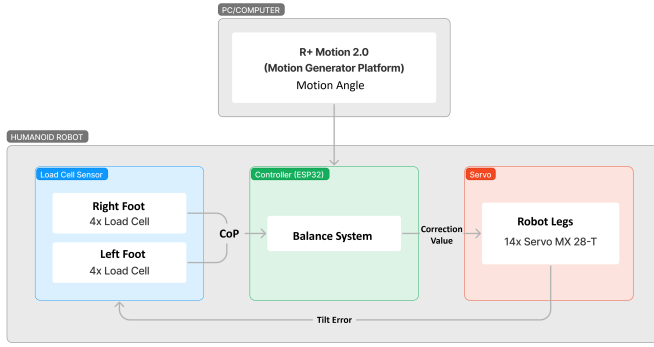 PC/COMPUTER
R+ Motion 2.0
(Motion Generator Platform)
Motion Angle
HUMANOID ROBOT
Load Cell Sensor
Right Foot
4x Load Cell
Left Foot
4x Load Cell
CoP
Controller (ESP32)
Balance System
Correction
Value
Servo
Robot Legs
14x Servo MX 28-T
Tilt Error